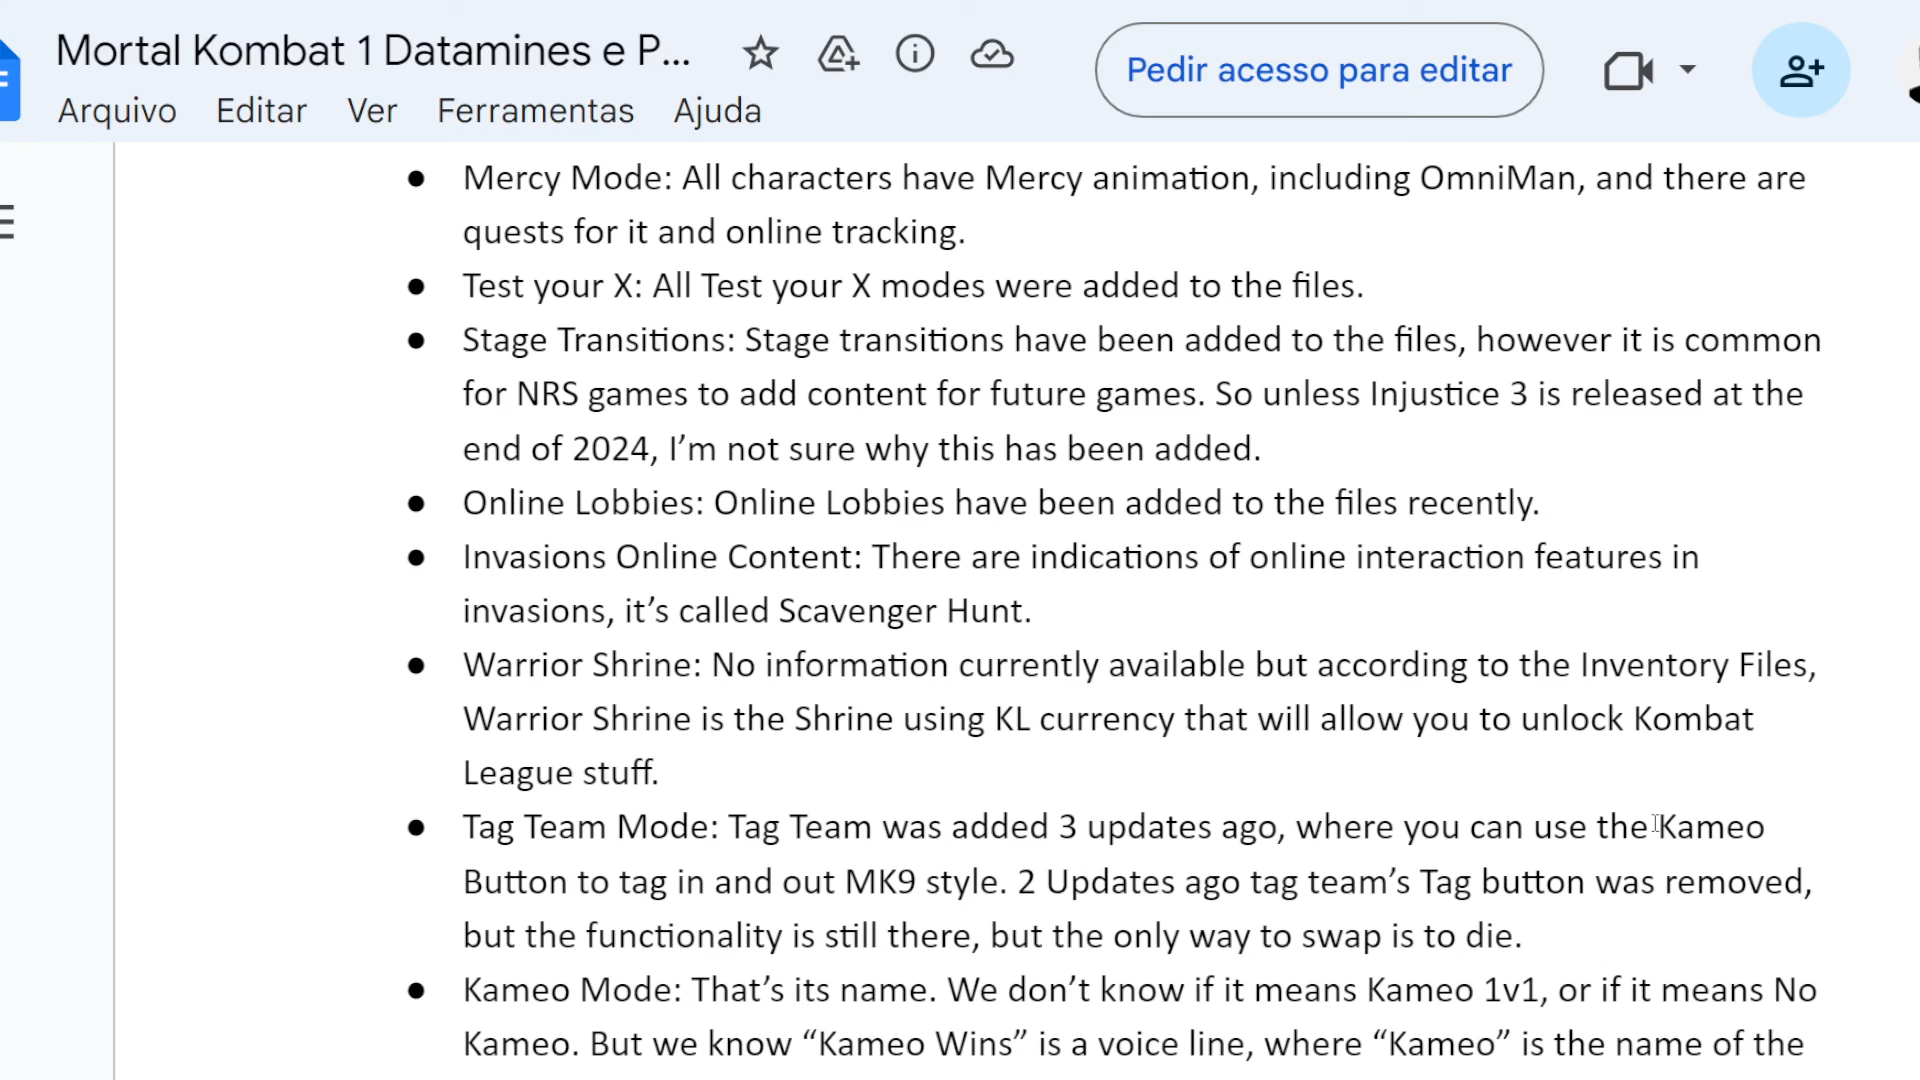 Mortal Kombat 1 Datamines e P...
Pedir acesso para editar
Arquivo Editar Ver Ferramentas Ajuda
● Mercy Mode: All characters have Mercy animation, including OmniMan, and there are
quests for it and online tracking.
● Test your X: All Test your X modes were added to the files.
● Stage Transitions: Stage transitions have been added to the files, however it is common
for NRS games to add content for future games. So unless Injustice 3 is released at the
end of 2024, I’m not sure why this has been added.
● Online Lobbies: Online Lobbies have been added to the files recently.
● Invasions Online Content: There are indications of online interaction features in
invasions, it’s called Scavenger Hunt.
● Warrior Shrine: No information currently available but according to the Inventory Files,
Warrior Shrine is the Shrine using KL currency that will allow you to unlock Kombat
League stuff.
● Tag Team Mode: Tag Team was added 3 updates ago, where you can use the Kameo
Button to tag in and out MK9 style. 2 Updates ago tag team’s Tag button was removed,
but the functionality is still there, but the only way to swap is to die.
● Kameo Mode: That’s its name. We don’t know if it means Kameo 1v1, or if it means No
Kameo. But we know “Kameo Wins” is a voice line, where “Kameo” is the name of the